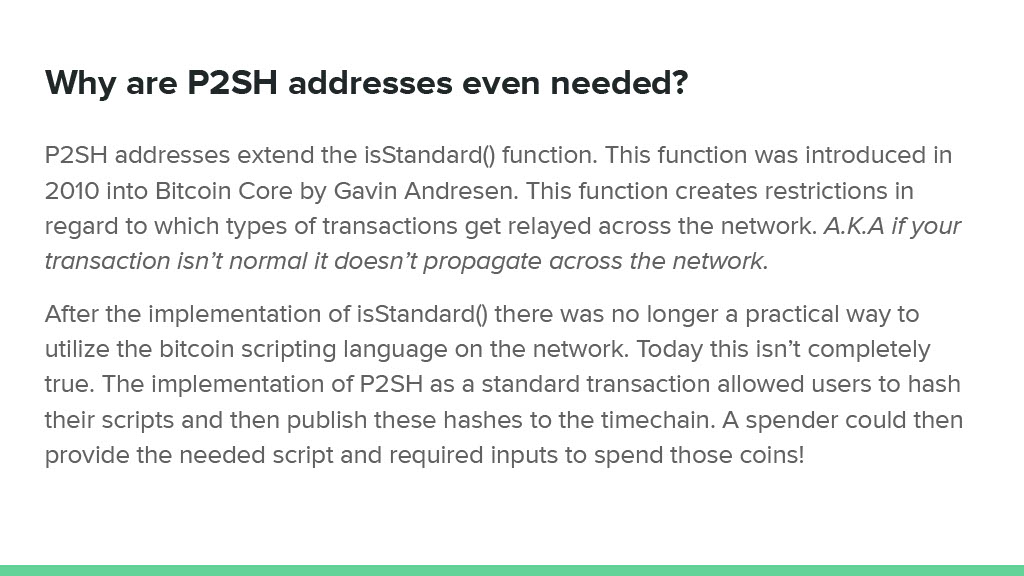 Why are P2SH addresses even needed?
P2SH addresses extend the isStandard() function. This function was introduced in
2010 into Bitcoin Core by Gavin Andresen. This function creates restrictions in
regard to which types of transactions get relayed across the network. A.K.A if your
transaction isn’t normal it doesn’t propagate across the network.
After the implementation of isStandard() there was no longer a practical way to
utilize the bitcoin scripting language on the network. Today this isn’t completely
true. The implementation of P2SH as a standard transaction allowed users to hash
their scripts and then publish these hashes to the timechain. A spender could then
provide the needed script and required inputs to spend those coins!